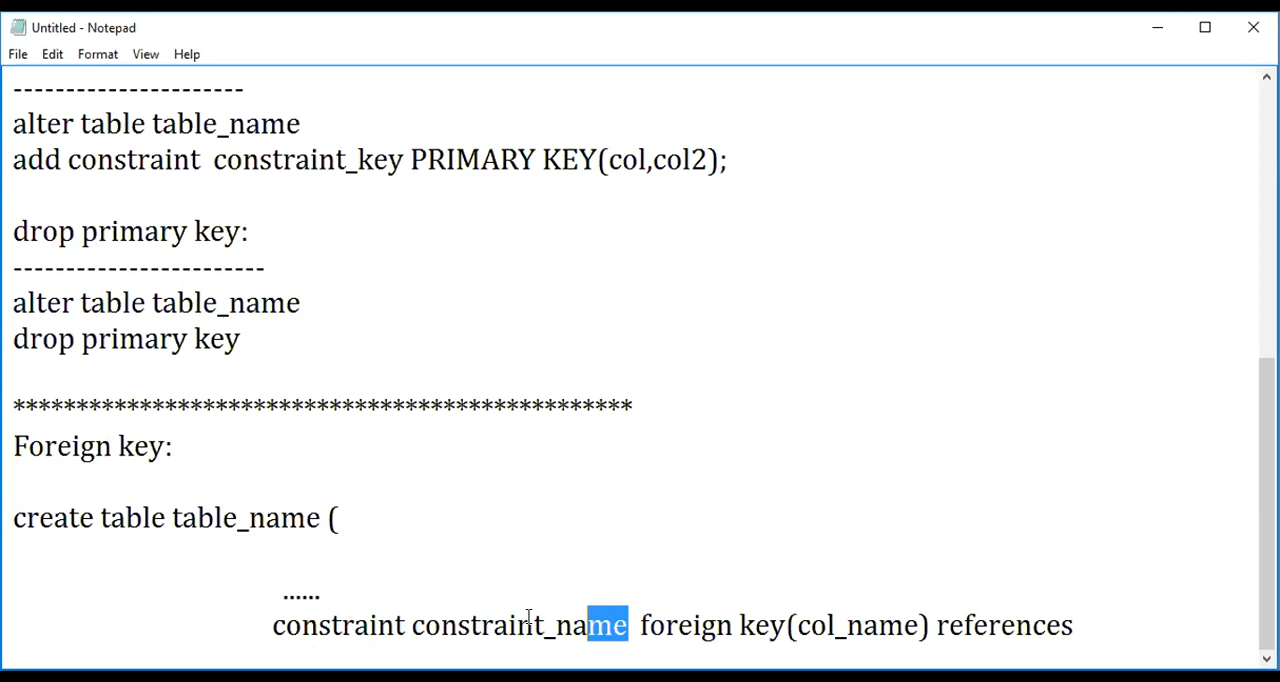 Untitled - Notepad
File Edit Format View Help
----------------------
alter table table_name
add constraint  constraint_key PRIMARY KEY(col,col2);
drop primary key:
------------------------
alter table table_name
drop primary key
*************************************************
Foreign key:
create table table_name (
......
constraint constraint_name  foreign key(col_name) references